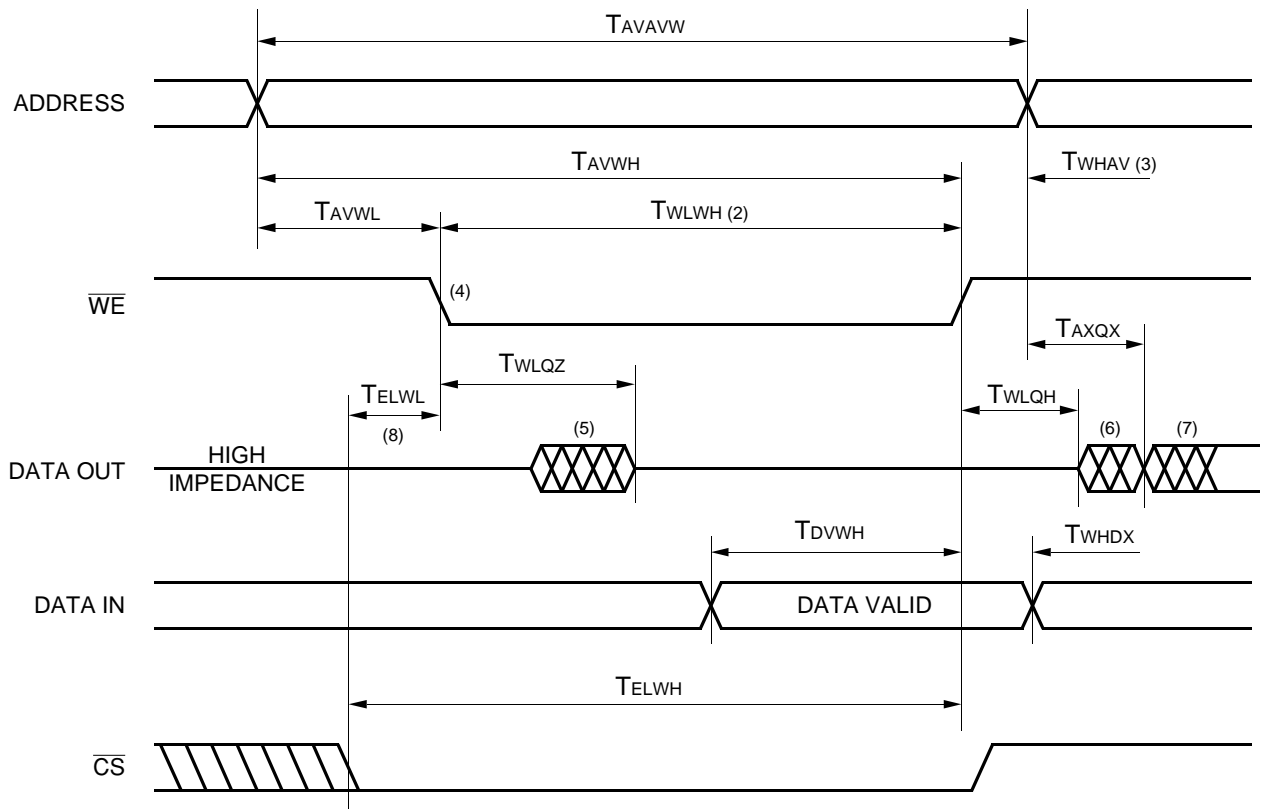 TAVAVW
ADDRESS
TAVWH
TWHAV (3)
TAVWL
TWLWH (2)
WE
(4)
TAXQX
TWLQZ
TELWL
TWLQH
(8)
(5)
(6)
(7)
DATA OUT
HIGH
IMPEDANCE
TDVWH
TWHDX
DATA IN
DATA VALID
TELWH
CS